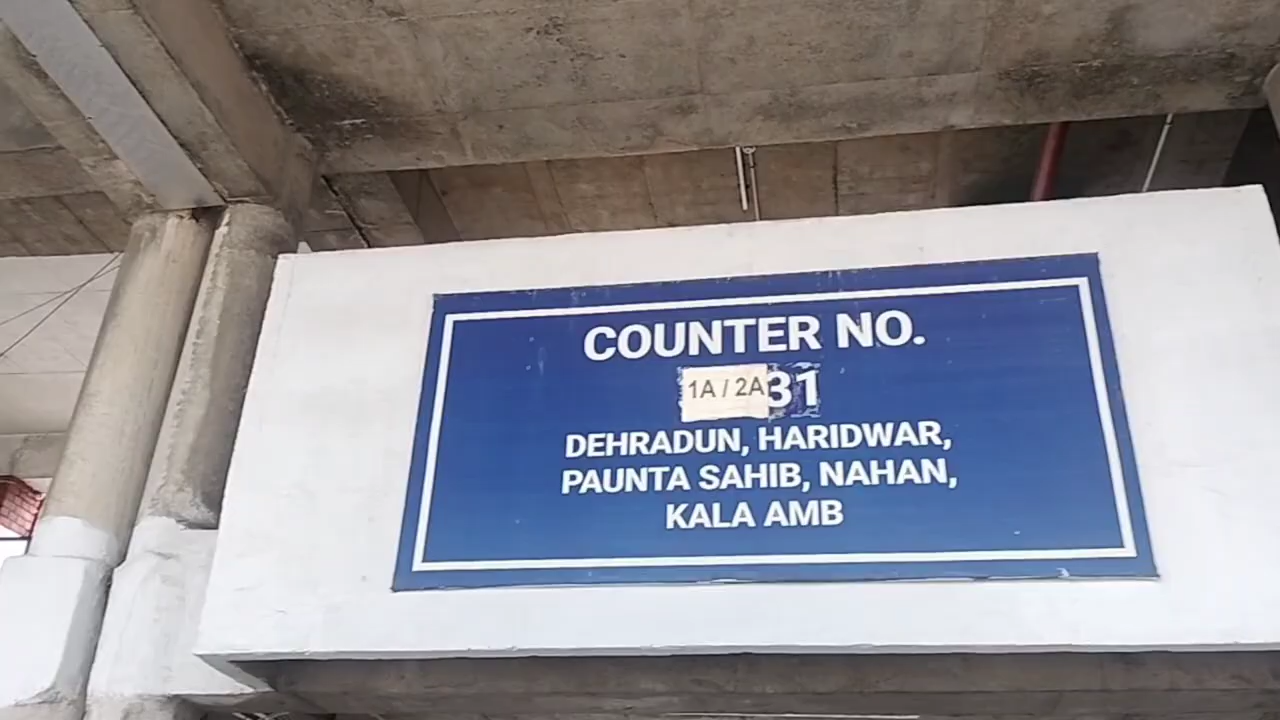 COUNTER NO.
1A / 2A 31
DEHRADUN, HARIDWAR,
PAUNTA SAHIB, NAHAN,
KALA AMB